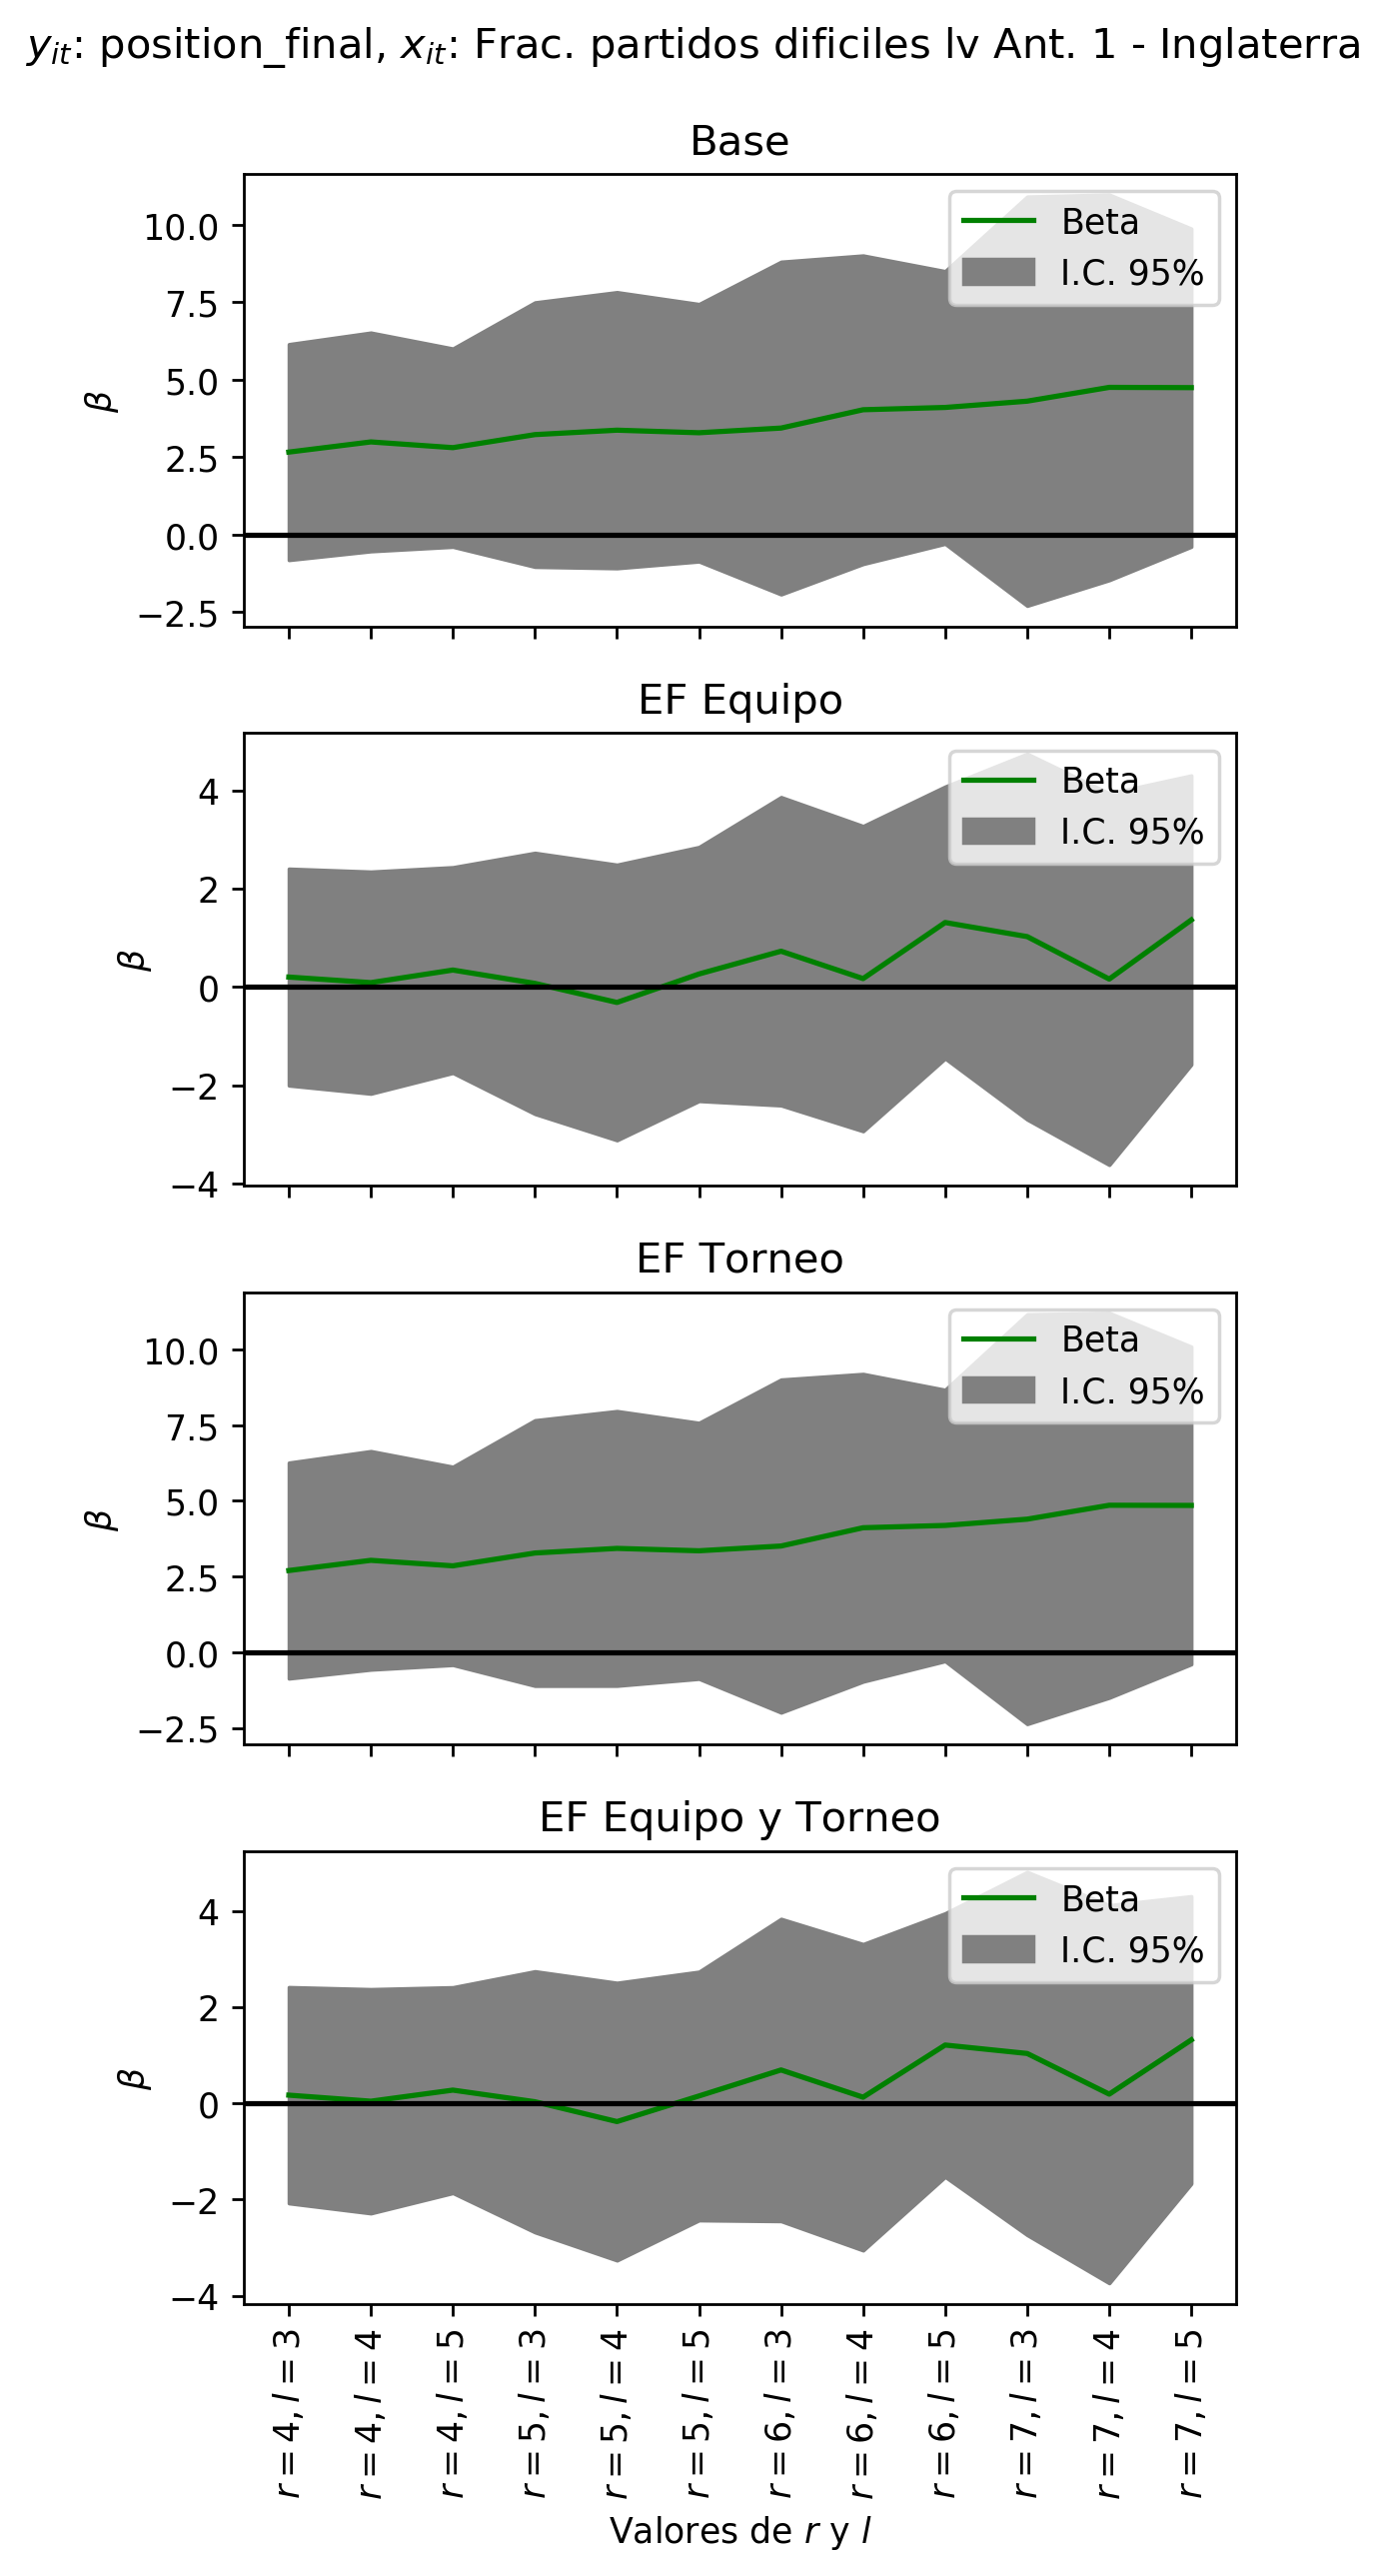 y_{it}: position_final, x_{it}: Frac. partidos dificiles lv Ant. 1 - Inglaterra
Base
10.0
7.5
5.0
2.5
0.0
−2.5
β
Beta
I.C. 95%
EF Equipo
4
2
0
−2
−4
β
Beta
I.C. 95%
EF Torneo
10.0
7.5
5.0
2.5
0.0
−2.5
β
Beta
I.C. 95%
EF Equipo y Torneo
4
2
0
−2
−4
β
Beta
I.C. 95%
r = 4, l = 3
r = 4, l = 4
r = 4, l = 5
r = 5, l = 3
r = 5, l = 4
r = 5, l = 5
r = 6, l = 3
r = 6, l = 4
r = 6, l = 5
r = 7, l = 3
r = 7, l = 4
r = 7, l = 5
Valores de r y l